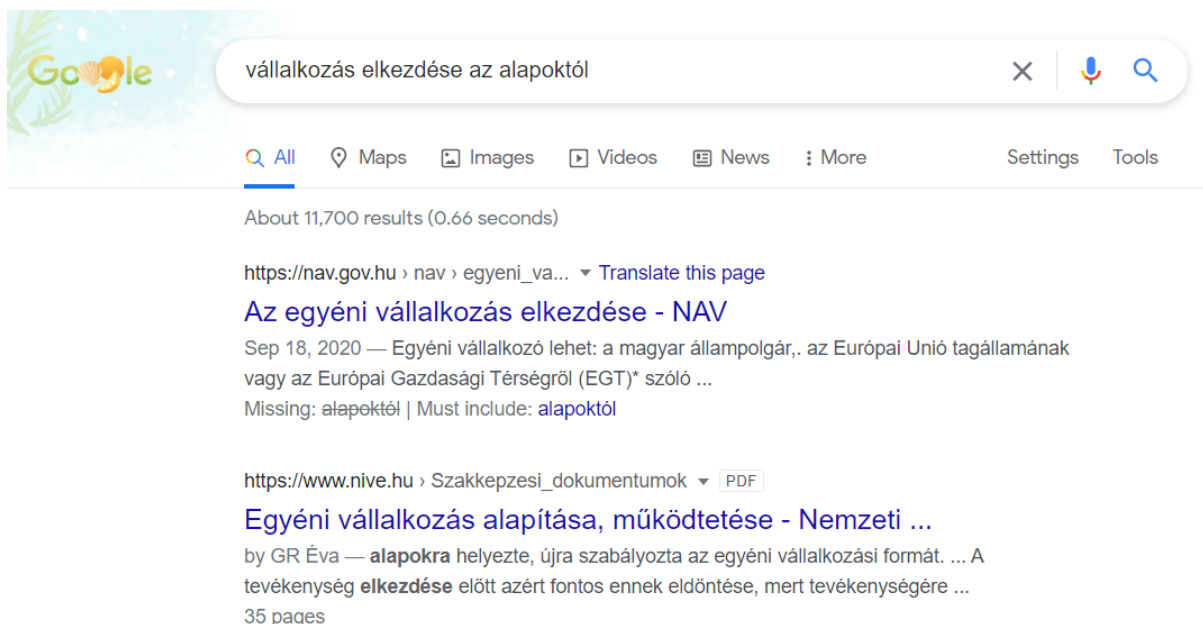 Google
vállalkozás elkezdése az alapoktól
All Maps Images Videos News More Settings Tools
About 11,700 results (0.66 seconds)
https://nav.gov.hu › nav › egyeni_va... Translate this page
Az egyéni vállalkozás elkezdése - NAV
Sep 18, 2020 — Egyéni vállalkozó lehet: a magyar állampolgár,. az Európai Unió tagállamának
vagy az Európai Gazdasági Térségről (EGT)* szóló ...
Missing: alapoktól | Must include: alapoktól
https://www.nive.hu › Szakkepzesi_dokumentumok PDF
Egyéni vállalkozás alapítása, működtetése - Nemzeti ...
by GR Éva — alapokra helyezte, újra szabályozta az egyéni vállalkozási formát. ... A
tevékenység elkezdése előtt azért fontos ennek eldöntése, mert tevékenységére ...
35 pages